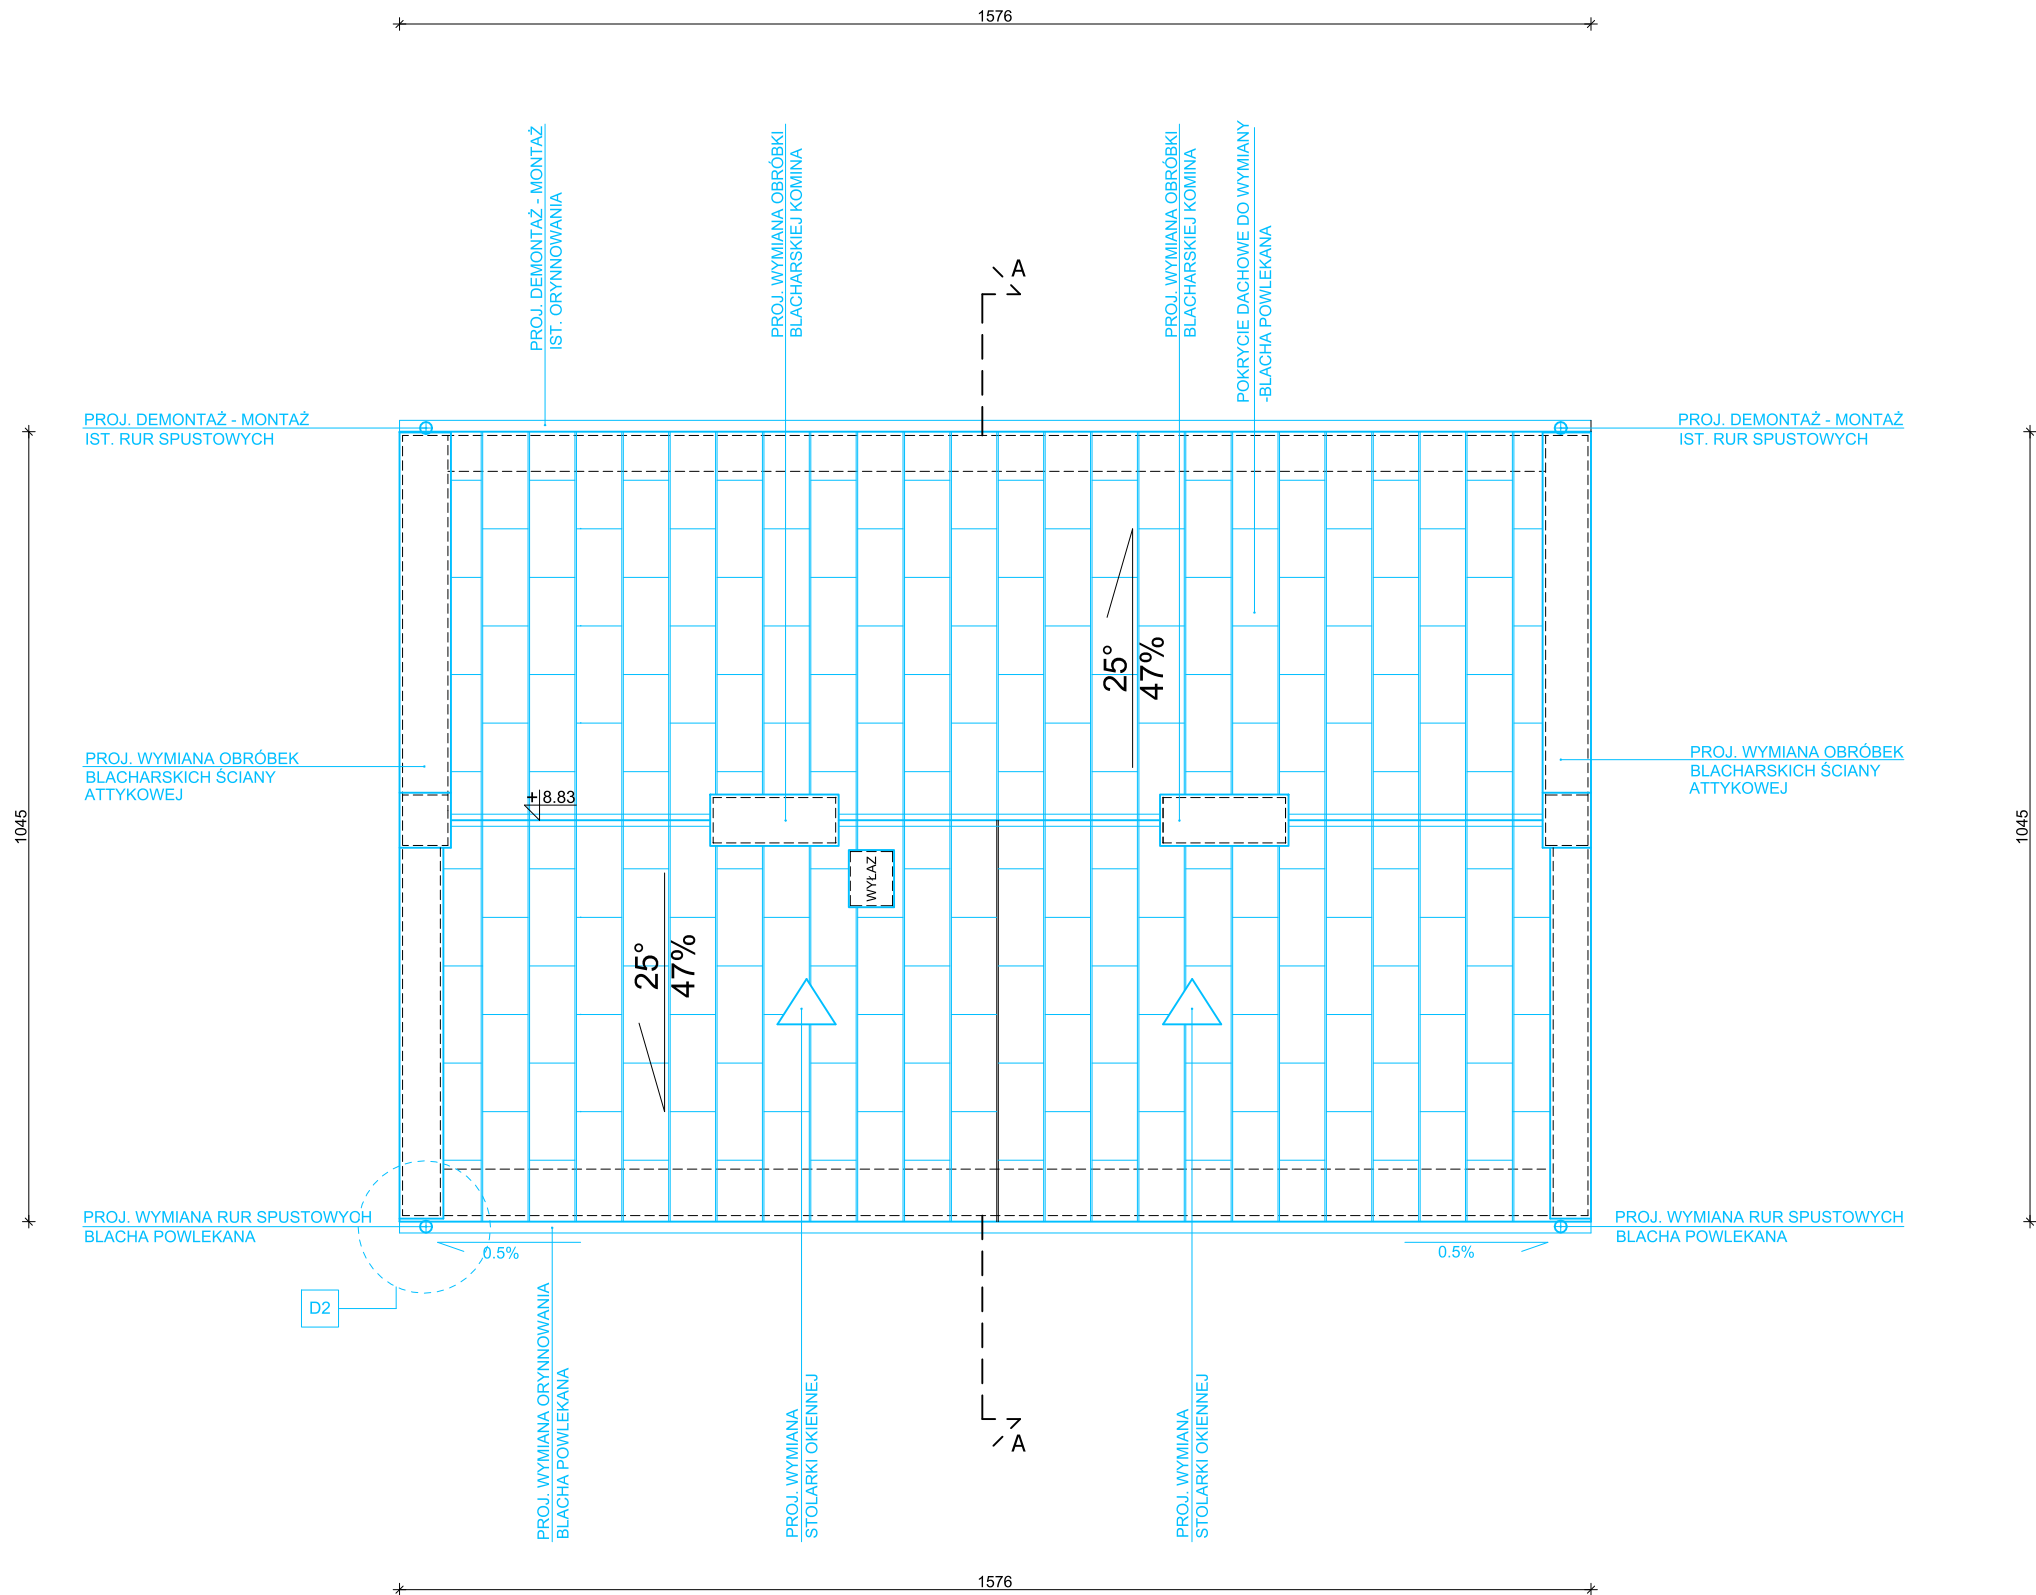 1576
PROJ. DEMONTAŻ - MONTAŻ
IST. ORYNNOWANIA
PROJ. WYMIANA OBRÓBKI
BLACHARSKIEJ KOMINA
PROJ. WYMIANA OBRÓBKI
BLACHARSKIEJ KOMINA
POKRYCIE DACHOWE DO WYMIANY
-BLACHA POWLEKANA
A
PROJ. DEMONTAŻ - MONTAŻ
IST. RUR SPUSTOWYCH
PROJ. DEMONTAŻ - MONTAŻ
IST. RUR SPUSTOWYCH
25°
47%
PROJ. WYMIANA OBRÓBEK
BLACHARSKICH ŚCIANY
ATTYKOWEJ
PROJ. WYMIANA OBRÓBEK
BLACHARSKICH ŚCIANY
ATTYKOWEJ
+8.83
1045
1045
WYŁAZ
25°
47%
PROJ. WYMIANA RUR SPUSTOWYCH
BLACHA POWLEKANA
PROJ. WYMIANA RUR SPUSTOWYCH
BLACHA POWLEKANA
0.5%
0.5%
D2
PROJ. WYMIANA ORYNNOWANIA
BLACHA POWLEKANA
PROJ. WYMIANA
STOLARKI OKIENNEJ
PROJ. WYMIANA
STOLARKI OKIENNEJ
A
1576